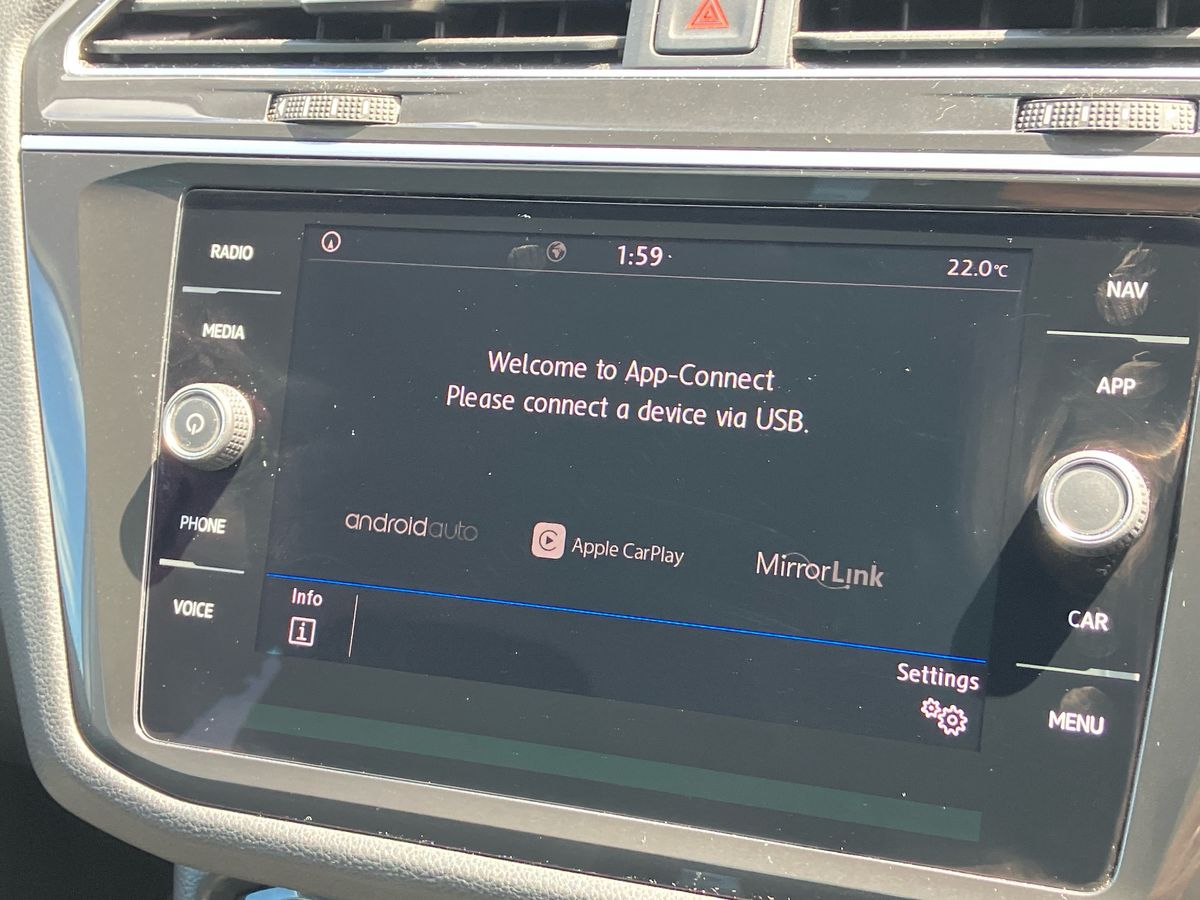 RADIO
MEDIA
PHONE
VOICE
1:59
22.0°C
Welcome to App-Connect
Please connect a device via USB.
androidauto
Apple CarPlay
MirrorLink
Info
i
Settings
NAV
APP
CAR
MENU